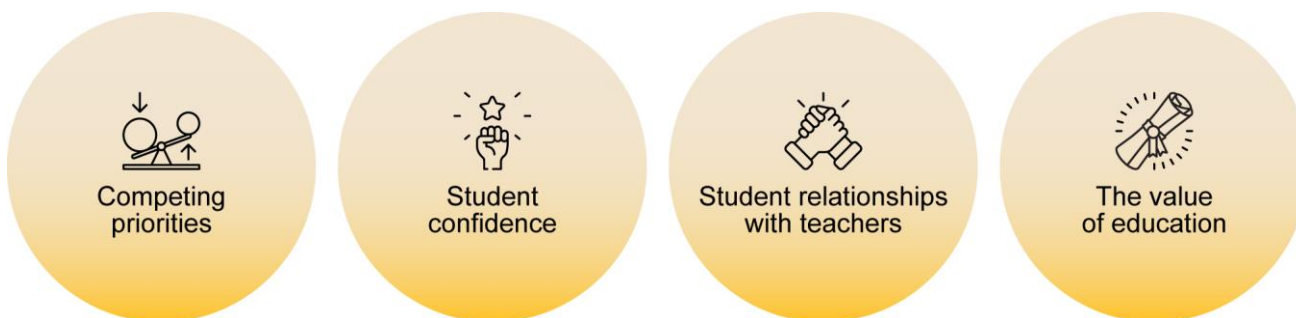 Competing
priorities
Student
confidence
Student relationships
with teachers
The value
of education